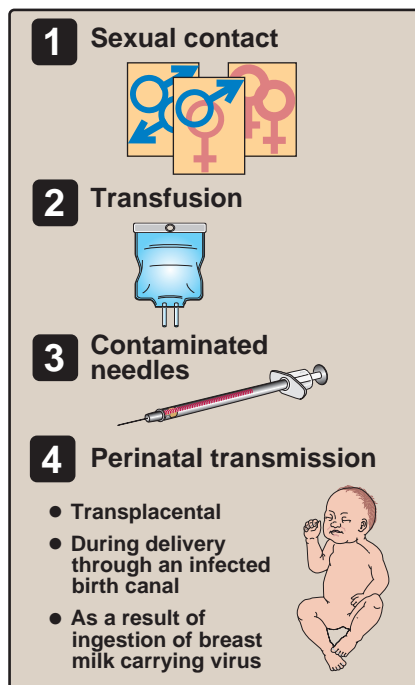 1 Sexual contact
2 Transfusion
3 Contaminated
needles
4 Perinatal transmission
● Transplacental
● During delivery
through an infected
birth canal
● As a result of
ingestion of breast
milk carrying virus